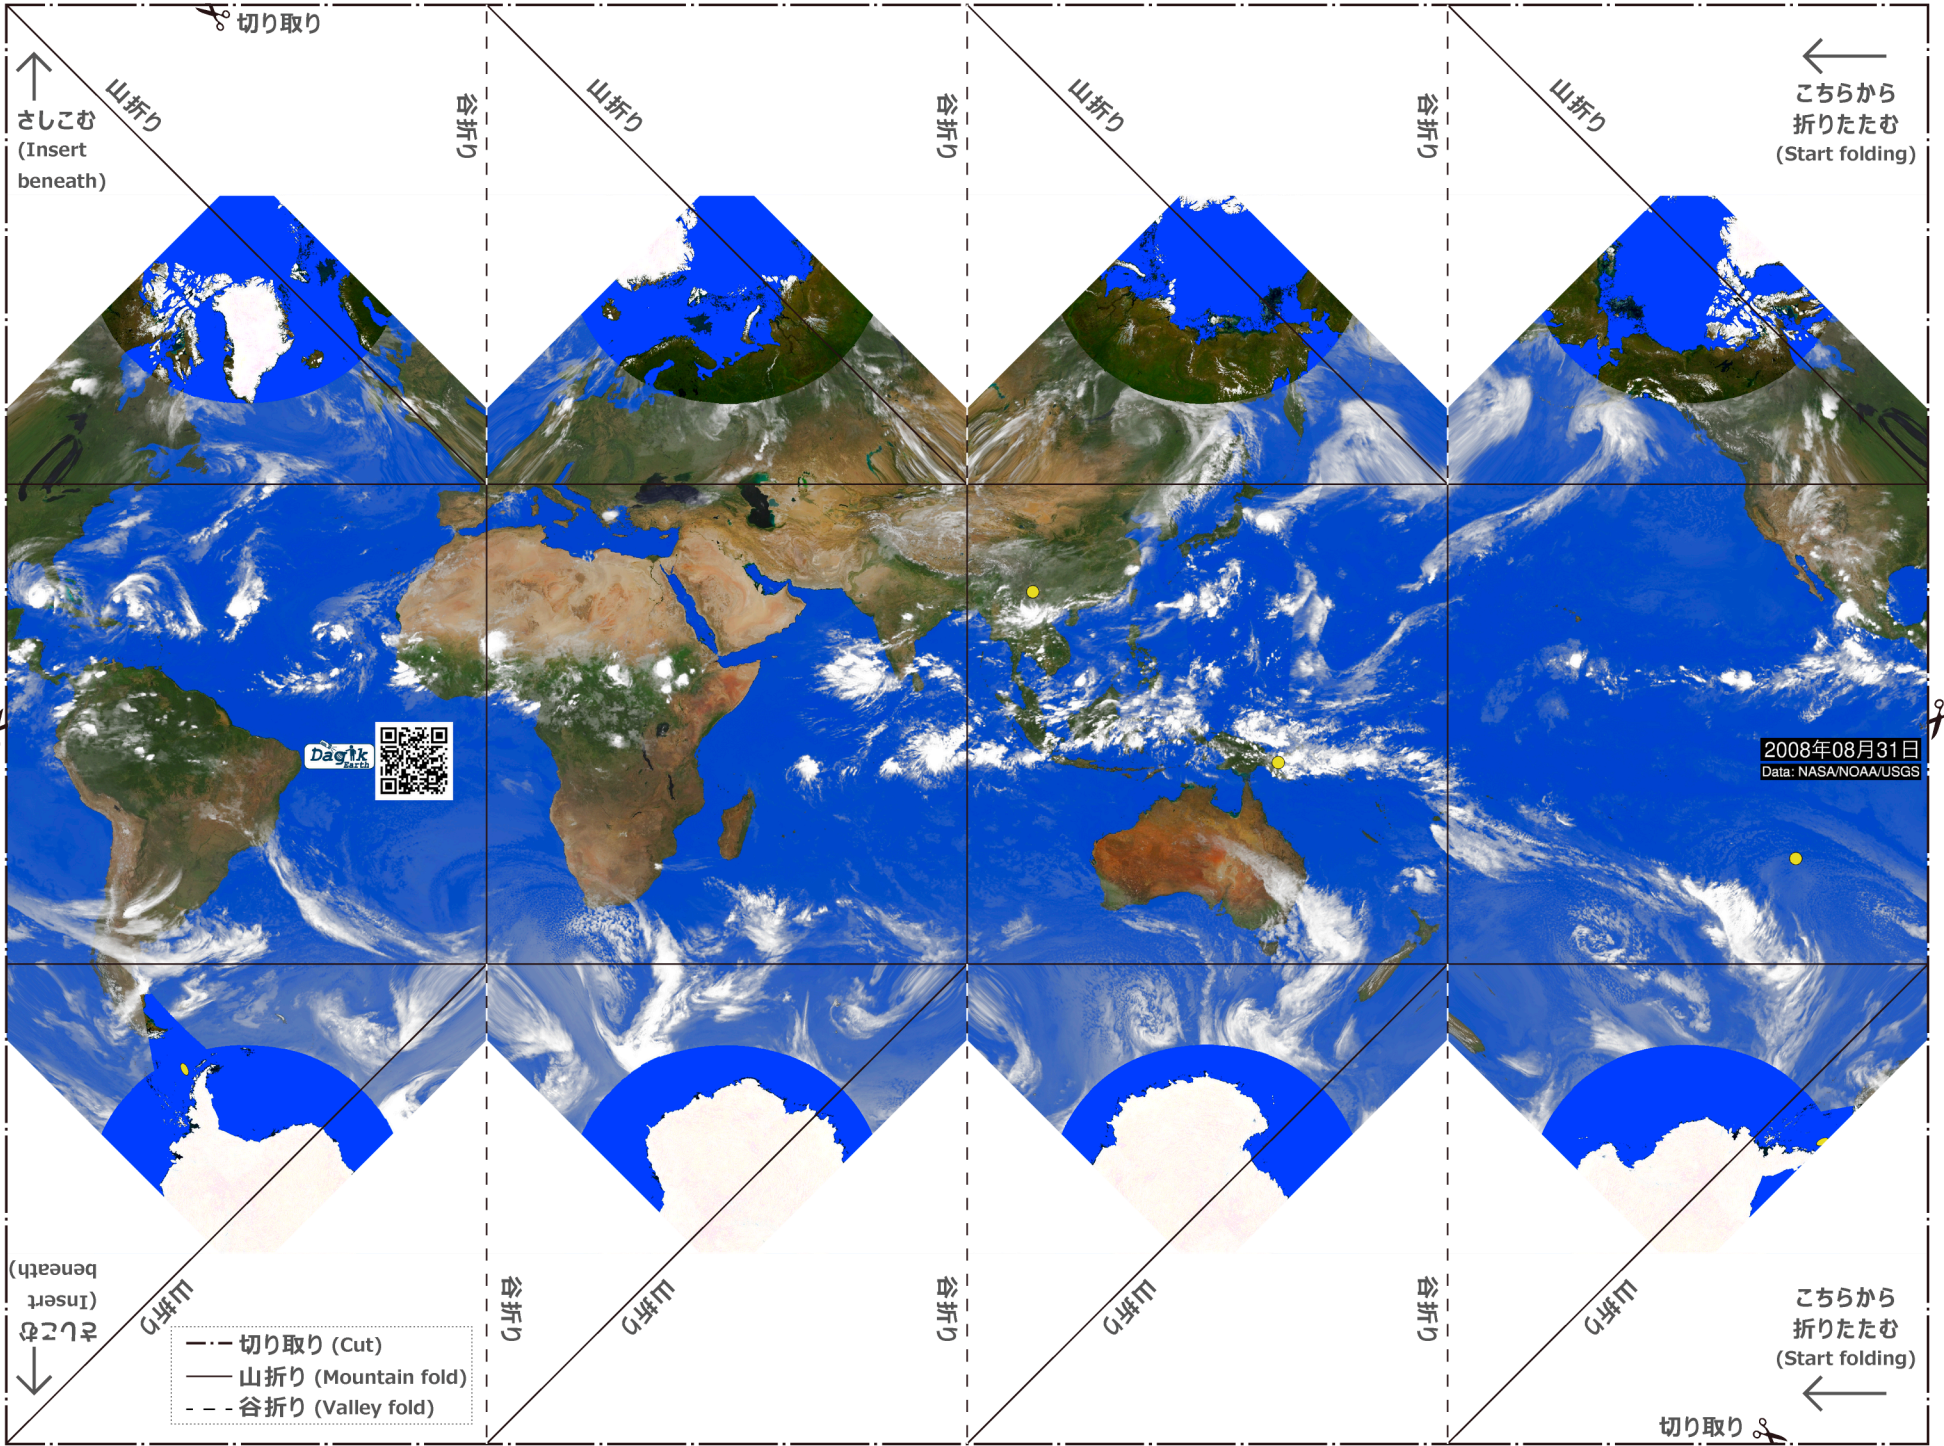 切り取り
山折り
谷折り
山折り
谷折り
山折り
谷折り
山折り
さしこむ
(Insert
beneath)
こちらから
折りたたむ
(Start folding)
Dagik
Earth
2008年08月31日
Data: NASA/NOAA/USGS
さしこむ
(Insert
beneath)
山折り
谷折り
山折り
谷折り
山折り
谷折り
山折り
こちらから
折りたたむ
(Start folding)
切り取り (Cut)
山折り (Mountain fold)
谷折り (Valley fold)
切り取り